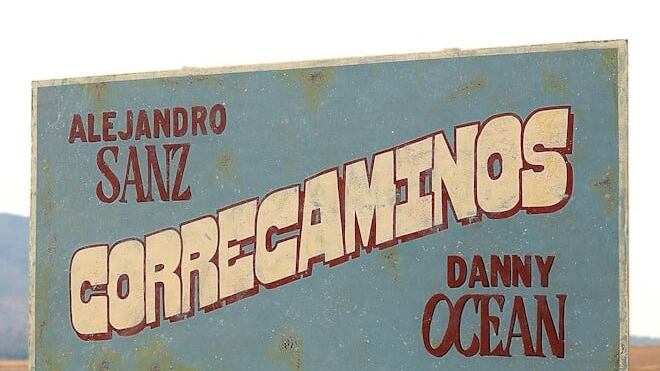 ALEJANDRO
SANZ
CORRECAMINOS
DANNY
OCEAN